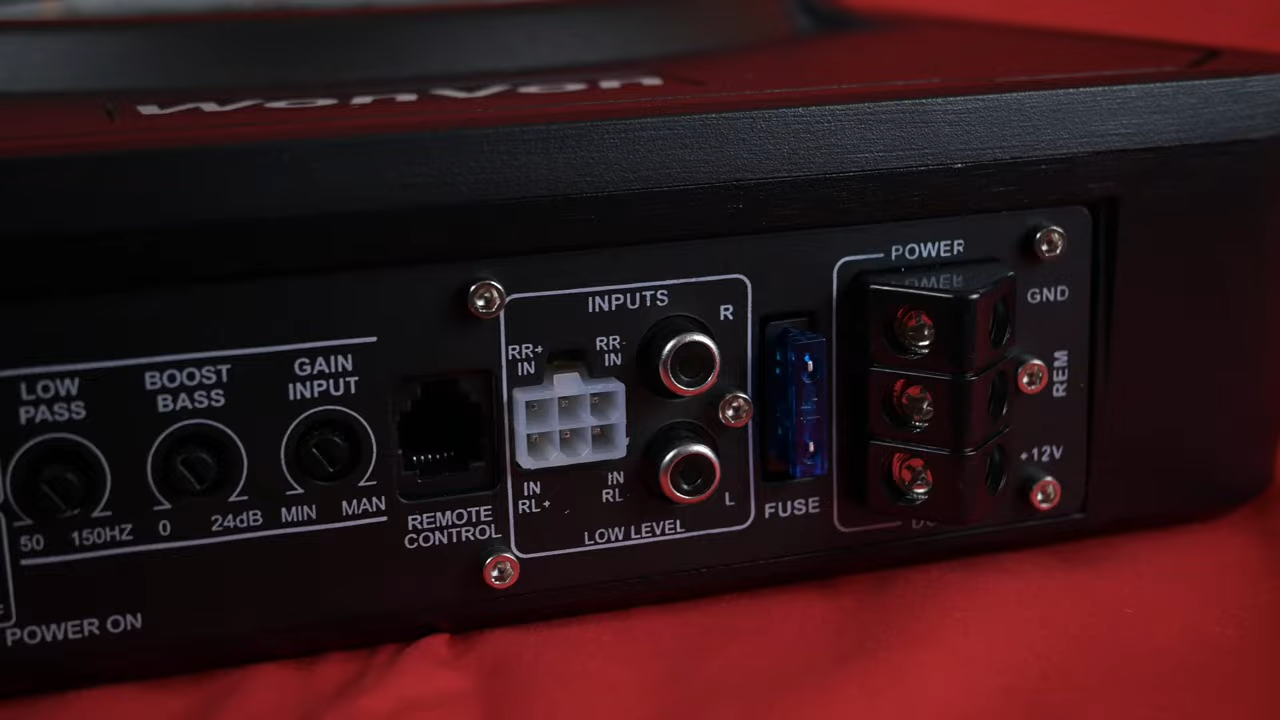 Wonvon
LOW
PASS
50 150HZ
BOOST
BASS
0 24dB
GAIN
INPUT
MIN MAN
POWER ON
REMOTE
CONTROL
INPUTS
R
RR+
IN
RR-
IN
IN
RL+
IN
RL
L
LOW LEVEL
FUSE
POWER
POWER
GND
REM
+12V